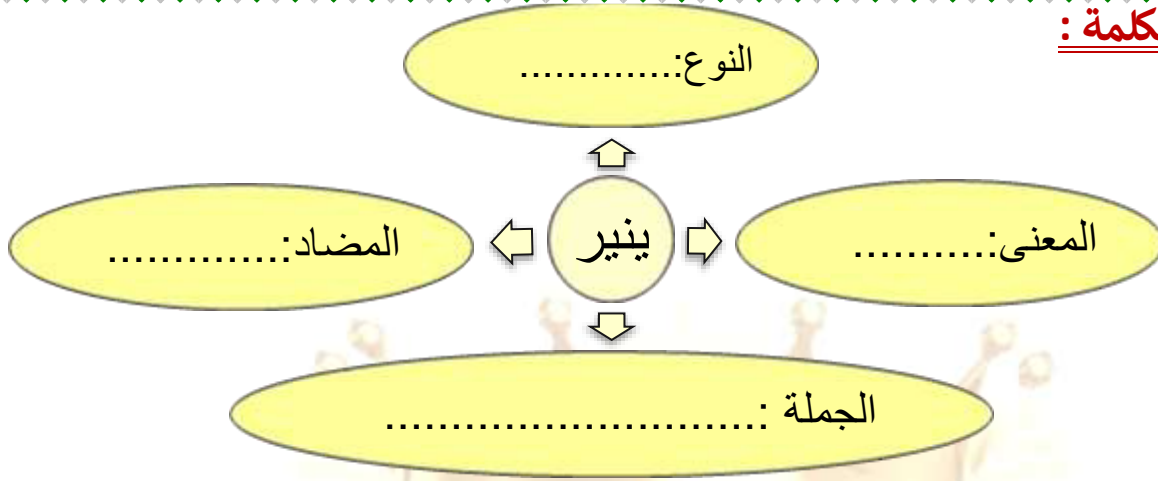 كلمة :
النوع:..............
ينير
المعنى:...........
المضاد:..............
الجملة :.............................